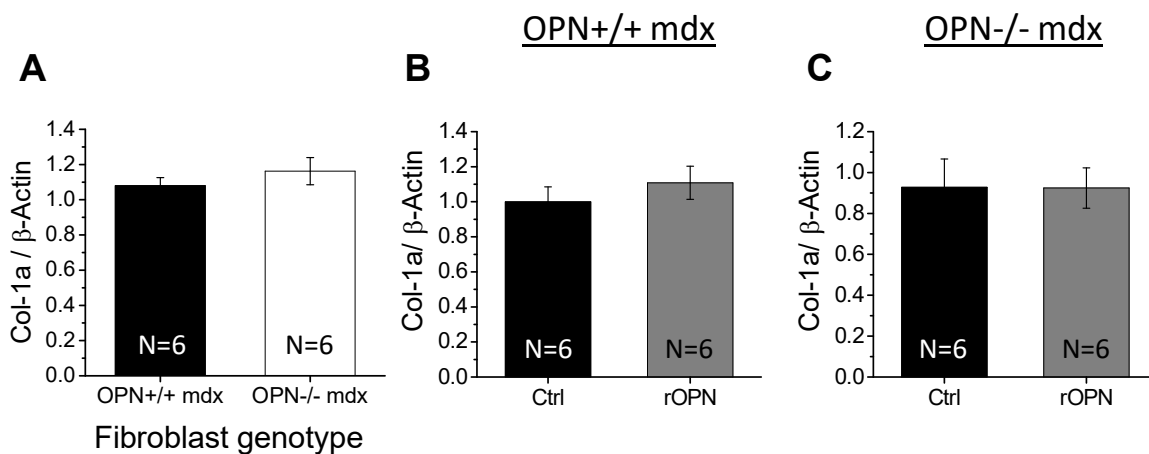 OPN+/+ mdx
OPN-/- mdx
A
Col-1a / β-Actin
1.4
1.2
1.0
0.8
0.6
0.4
0.2
0.0
N=6
N=6
OPN+/+ mdx
OPN-/- mdx
Fibroblast genotype
B
Col-1a/ β-Actin
1.4
1.2
1.0
0.8
0.6
0.4
0.2
0.0
N=6
N=6
Ctrl
rOPN
C
Col-1a/ β-Actin
1.2
1.0
0.8
0.6
0.4
0.2
0.0
N=6
N=6
Ctrl
rOPN